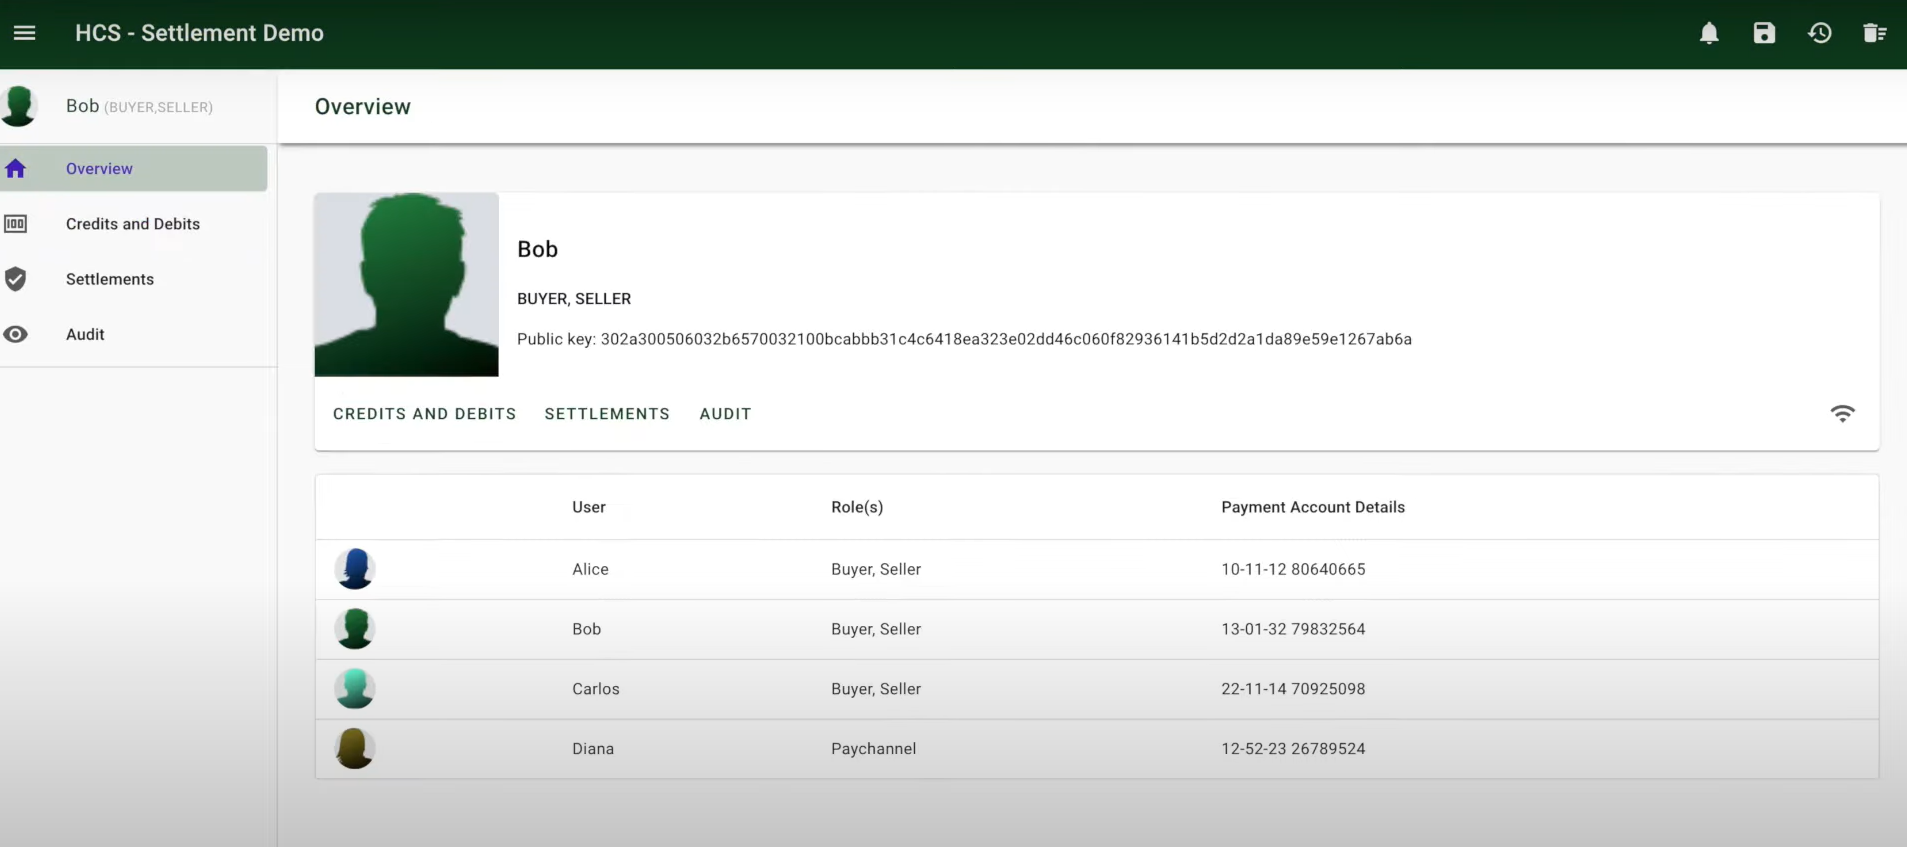 HCS - Settlement Demo
Bob (BUYER,SELLER)
Overview
Credits and Debits
Settlements
Audit
Overview
Bob
BUYER, SELLER
Public key: 302a300506032b6570032100bcabbb31c4c6418ea323e02dd46c060f82936141b5d2d2a1da89e59e1267ab6a
CREDITS AND DEBITS SETTLEMENTS AUDIT
User Role(s) Payment Account Details
Alice Buyer, Seller 10-11-12 80640665
Bob Buyer, Seller 13-01-32 79832564
Carlos Buyer, Seller 22-11-14 70925098
Diana Paychannel 12-52-23 26789524